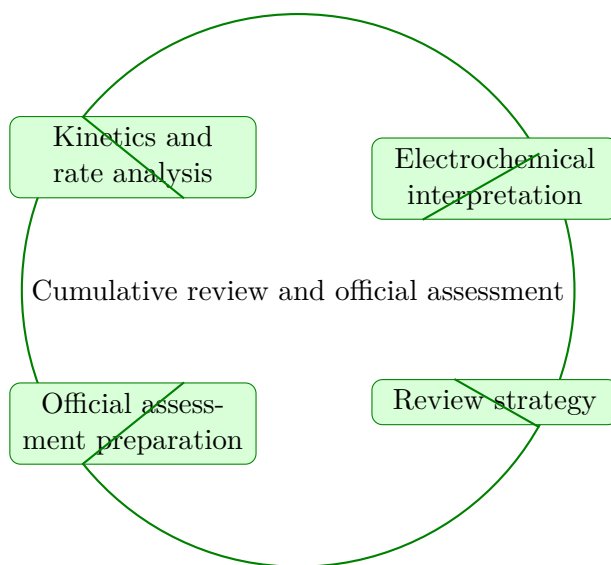 Kinetics and
rate analysis
Electrochemical
interpretation
Cumulative review and official assessment
Official assess-
ment preparation
Review strategy